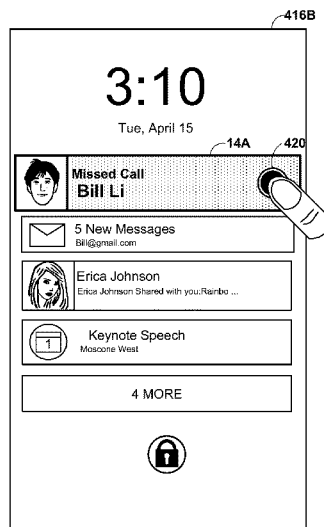 416B
3:10
Tue, April 15
14A
420
Missed Call
Bill Li
5 New Messages
Bill@gmail.com
Erica Johnson
Erica Johnson Shared with you:Rainbo ...
1
Keynote Speech
Moscone West
4 MORE